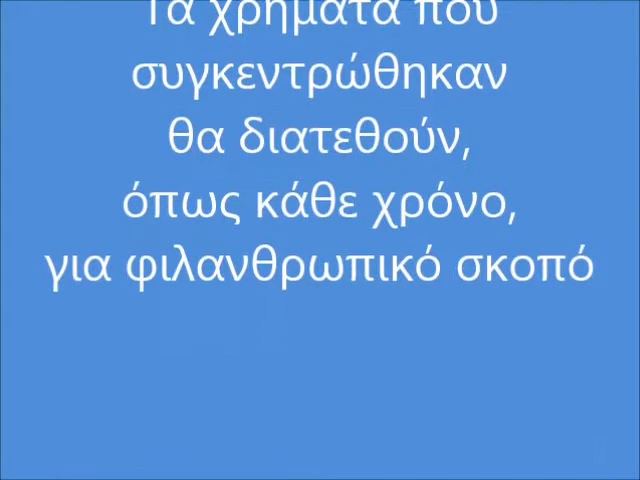 Τα χρήματα που
συγκεντρώθηκαν
θα διατεθούν,
όπως κάθε χρόνο,
για φιλανθρωπικό σκοπό